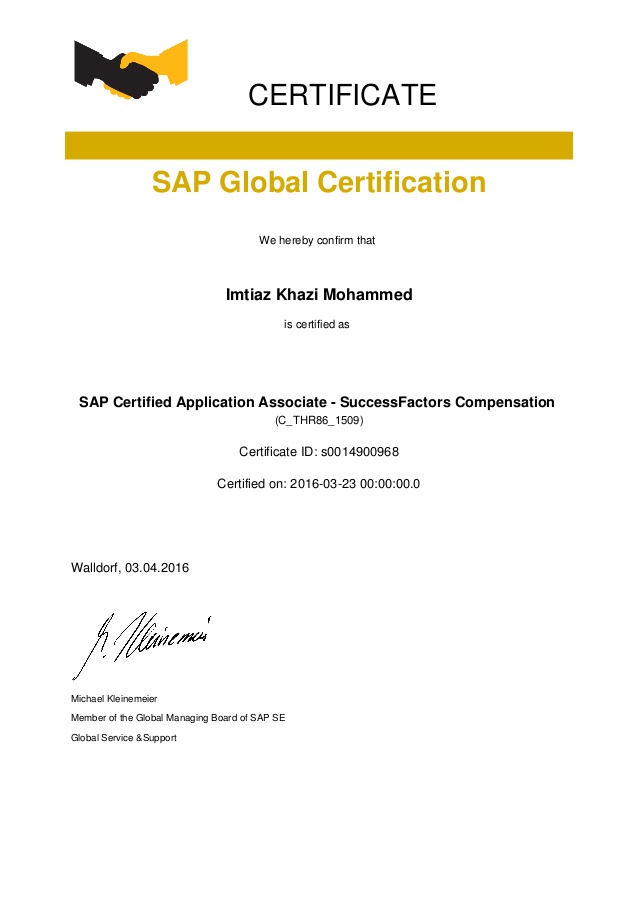 CERTIFICATE
SAP Global Certification
We hereby confirm that
Imtiaz Khazi Mohammed
is certified as
SAP Certified Application Associate - SuccessFactors Compensation
(C_THR86_1509)
Certificate ID: s0014900968
Certified on: 2016-03-23 00:00:00.0
Walldorf, 03.04.2016
M. Kleinemeier
Michael Kleinemeier
Member of the Global Managing Board of SAP SE
Global Service &Support